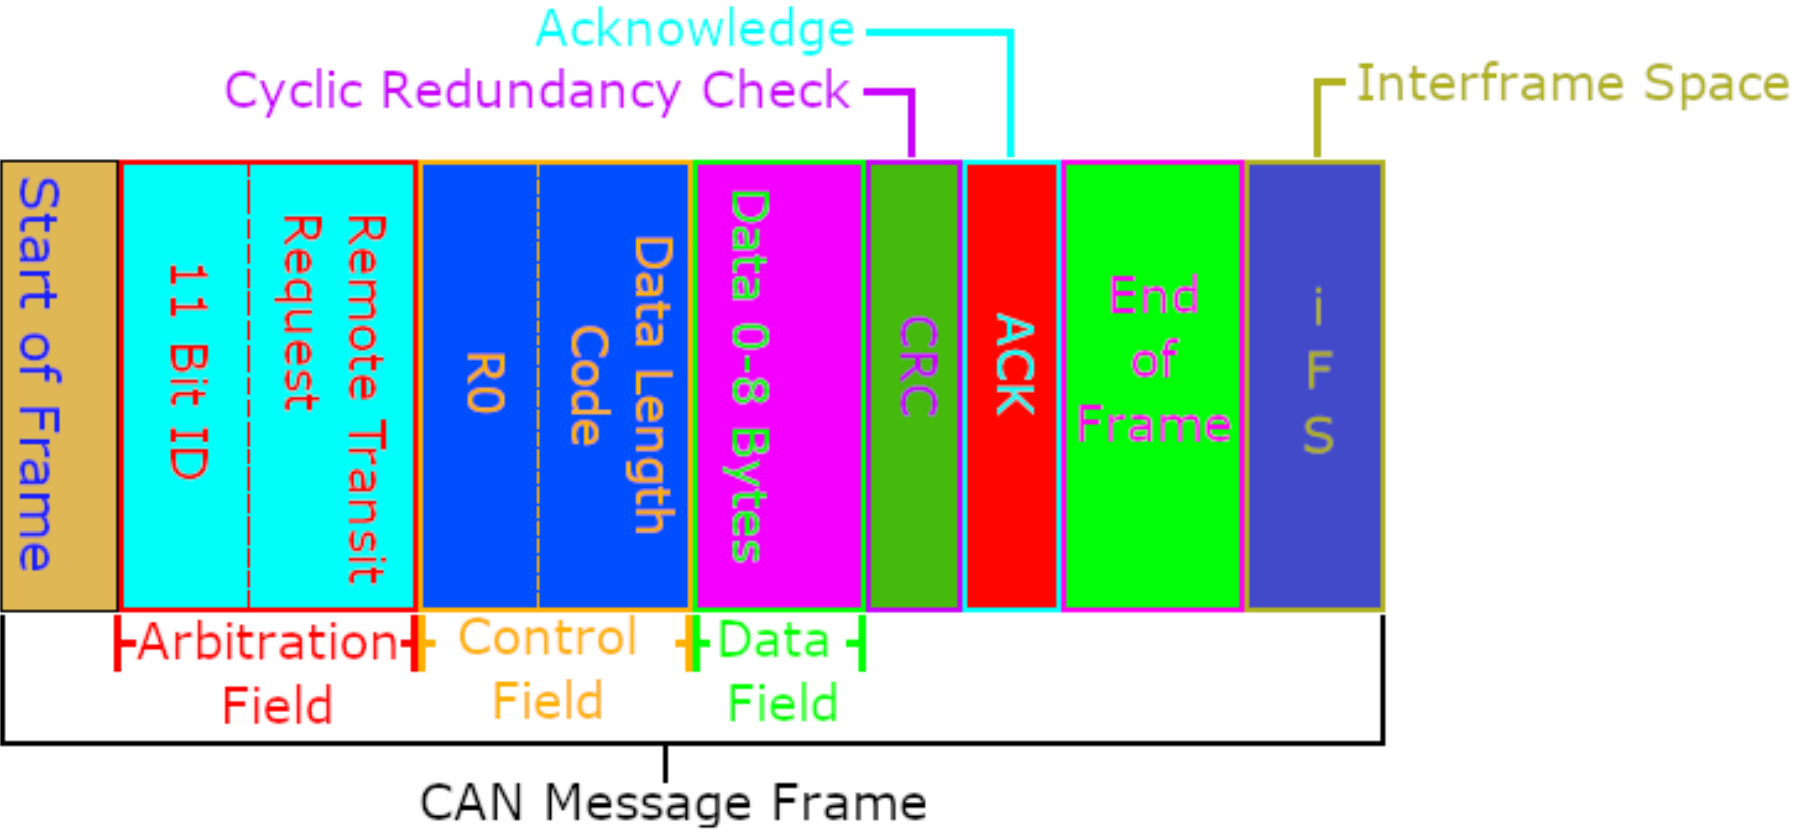 Acknowledge
Cyclic Redundancy Check
Interframe Space
Start of Frame
11 Bit ID
Remote Transit
Request
R0
Data Length
Code
Data 0-8 Bytes
CRC
ACK
End
of
Frame
i
F
S
Arbitration
Field
Control
Field
Data
Field
CAN Message Frame